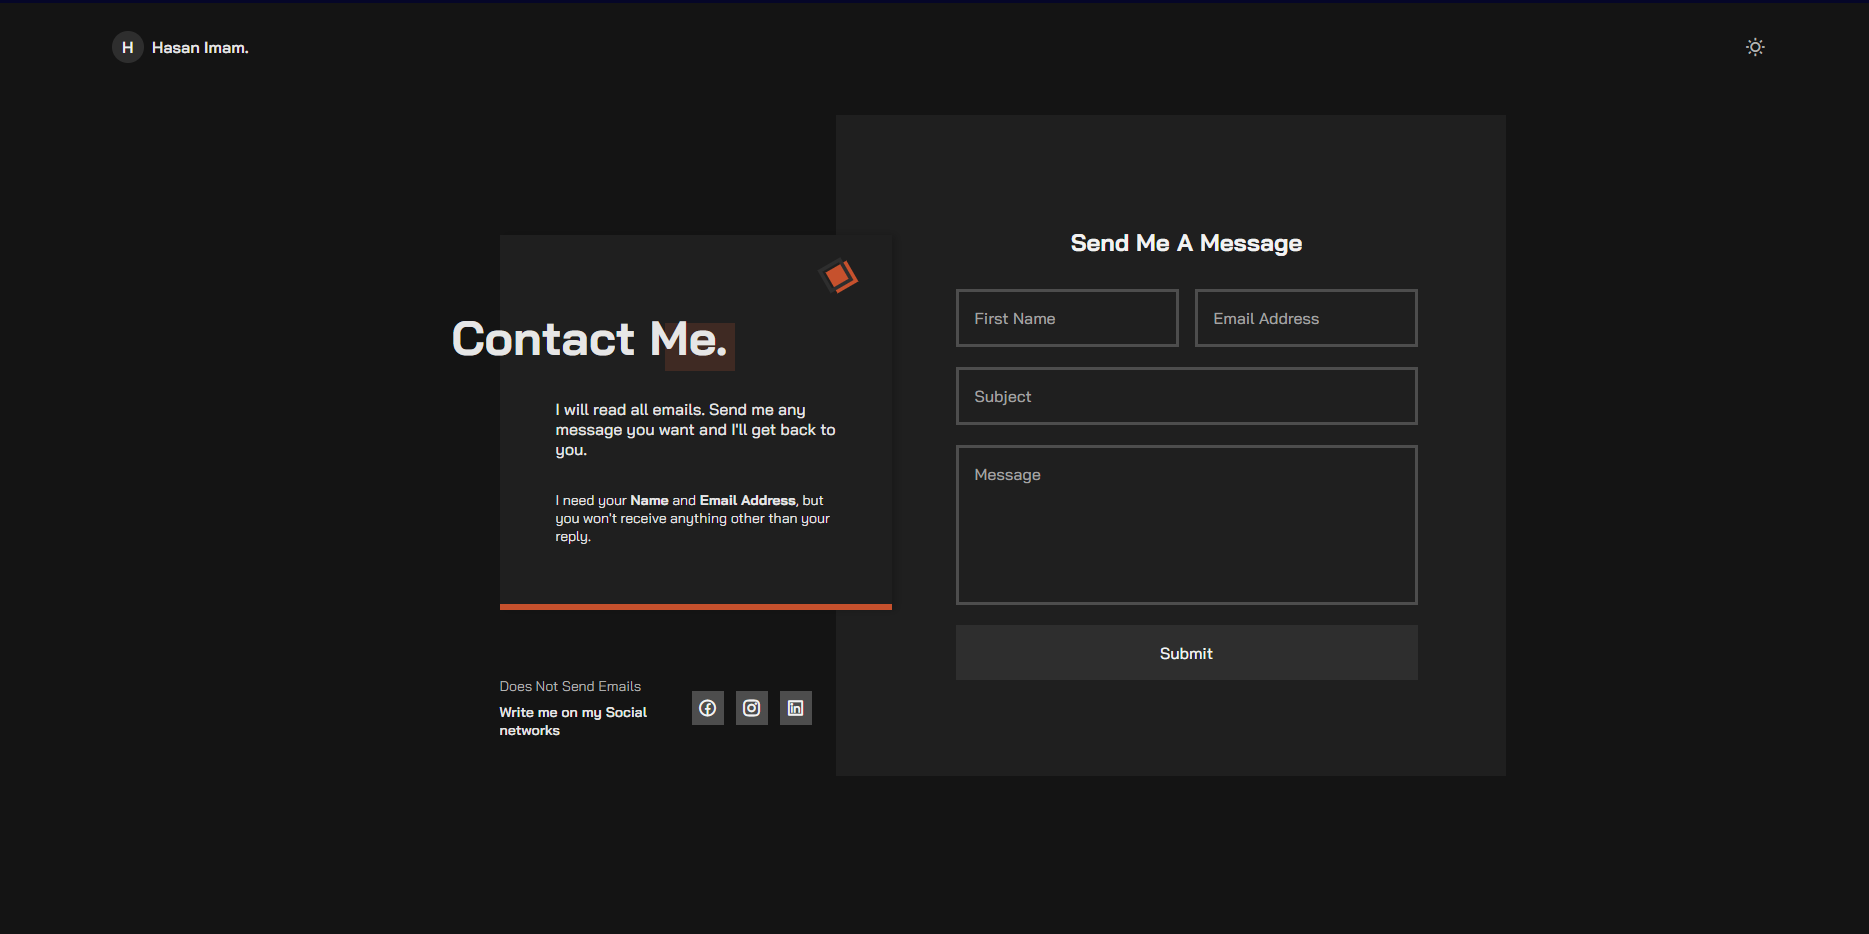 H Hasan Imam.
Contact Me.
I will read all emails. Send me any
message you want and I'll get back to
you.
I need your Name and Email Address, but
you won't receive anything other than your
reply.
Does Not Send Emails
Write me on my Social
networks
Send Me A Message
First Name
Email Address
Subject
Message
Submit